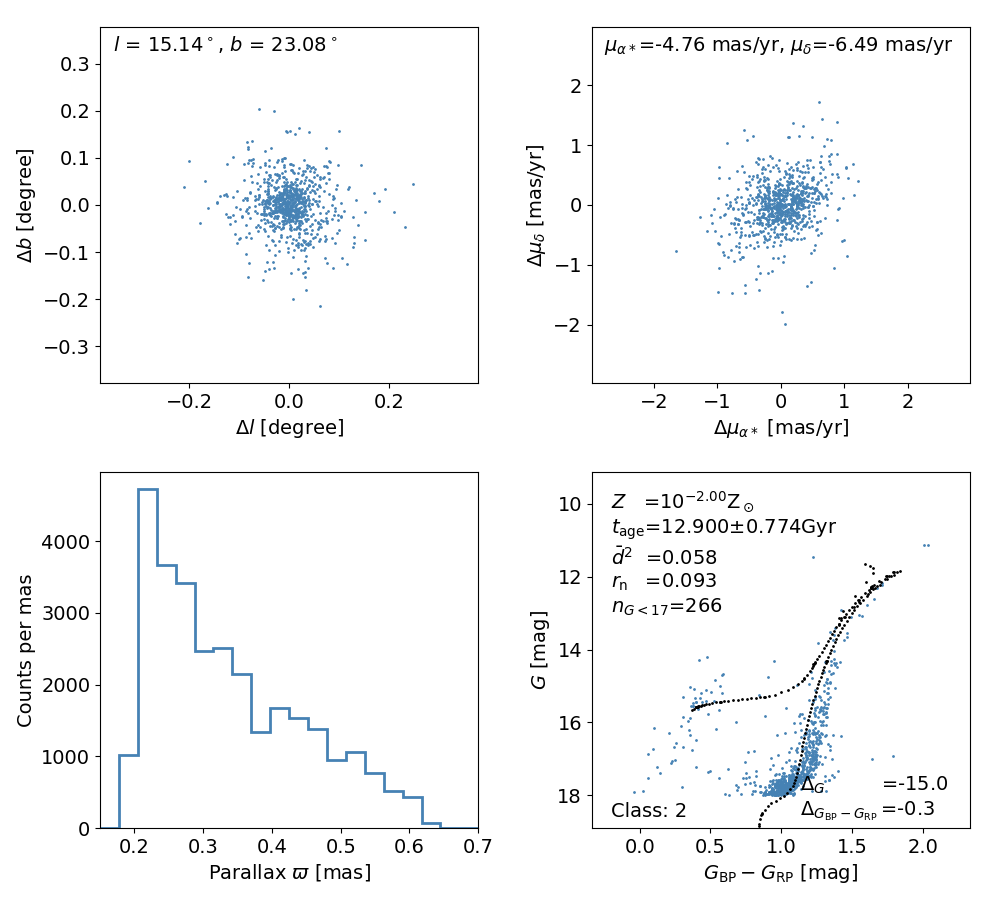 l = 15.14°, b = 23.08°
0.3
0.2
0.1
0.0
−0.1
−0.2
−0.3
Δb [degree]
−0.2 0.0 0.2
Δl [degree]
μα*=-4.76 mas/yr, μδ=-6.49 mas/yr
2
1
0
−1
−2
Δμδ [mas/yr]
−2 −1 0 1 2
Δμα* [mas/yr]
4000
3000
2000
1000
0
Counts per mas
0.2 0.3 0.4 0.5 0.6 0.7
Parallax ϖ [mas]
Z =10^−2.00 Z⊙
tage=12.900±0.774Gyr
d̄² =0.058
rn =0.093
nG<17=266
10
12
14
16
18
G [mag]
ΔG =-15.0
ΔGBP−GRP =-0.3
Class: 2
0.0 0.5 1.0 1.5 2.0
GBP − GRP [mag]